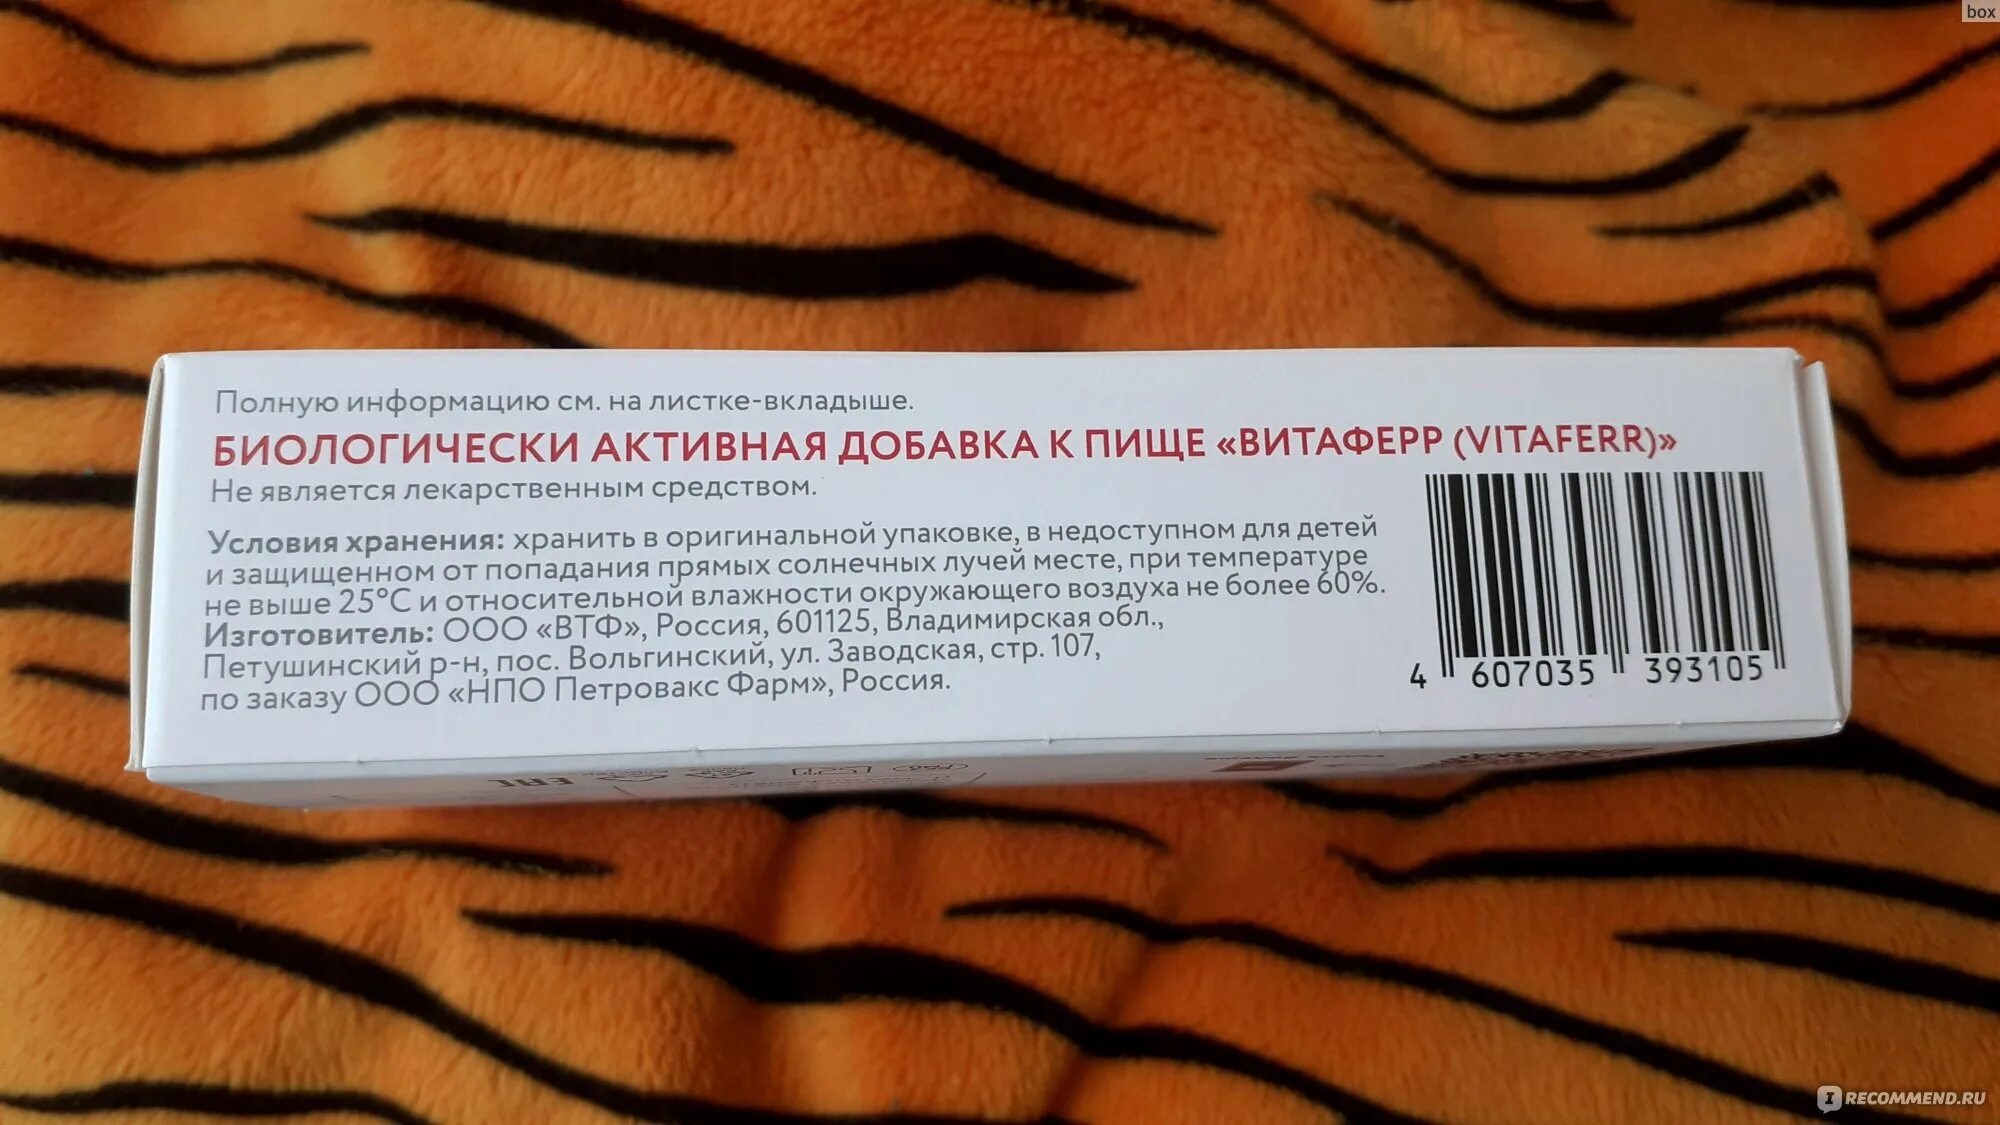 box
Полную информацию см. на листке-вкладыше.
БИОЛОГИЧЕСКИ АКТИВНАЯ ДОБАВКА К ПИЩЕ «ВИТАФЕРР (VITAFERR)»
Не является лекарственным средством.
Условия хранения: хранить в оригинальной упаковке, в недоступном для детей
и защищенном от попадания прямых солнечных лучей месте, при температуре
не выше 25°С и относительной влажности окружающего воздуха не более 60%.
Изготовитель: ООО «ВТФ», Россия, 601125, Владимирская обл.,
Петушинский р-н, пос. Вольгинский, ул. Заводская, стр. 107,
по заказу ООО «НПО Петровакс Фарм», Россия.
4 607035 393105
EAC
RECOMMEND.RU